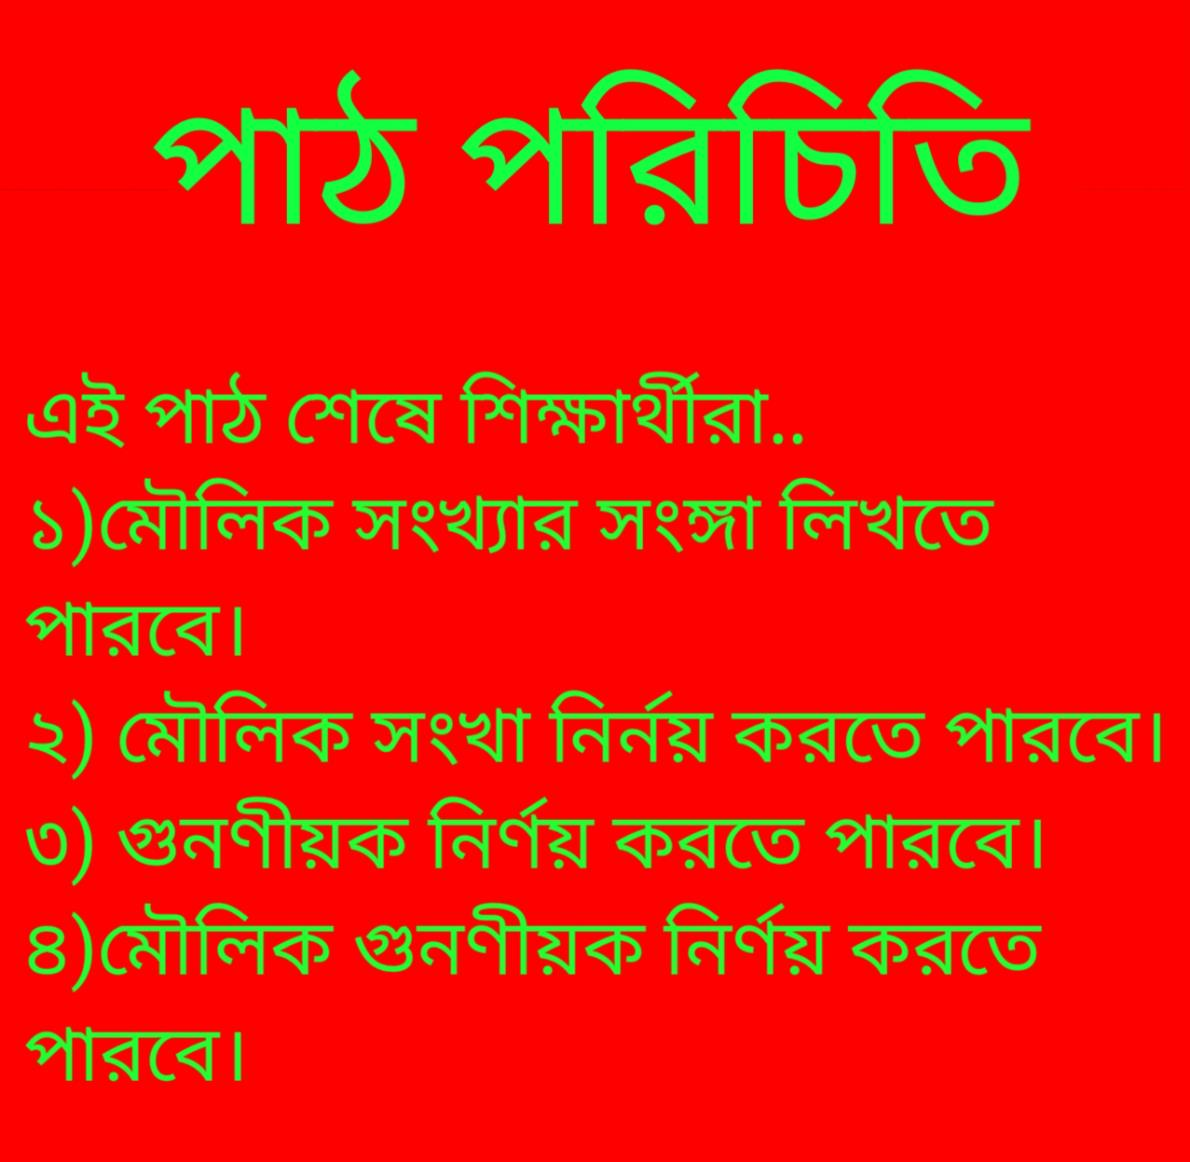 পাঠ পরিচিতি
এই পাঠ শেষে শিক্ষার্থীরা..
১)মৌলিক সংখ্যার সংঙ্গা লিখতে
পারবে।
২) মৌলিক সংখা নির্নয় করতে পারবে।
৩) গুনণীয়ক নির্ণয় করতে পারবে।
৪)মৌলিক গুনণীয়ক নির্ণয় করতে
পারবে।